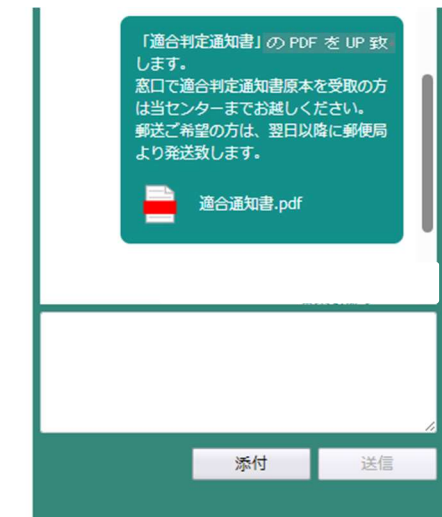 「適合判定通知書」の PDF を UP 致
します。
窓口で適合判定通知書原本を受取の方
は当センターまでお越しください。
郵送ご希望の方は、翌日以降に郵便局
より発送致します。
適合通知書.pdf
添付
送信